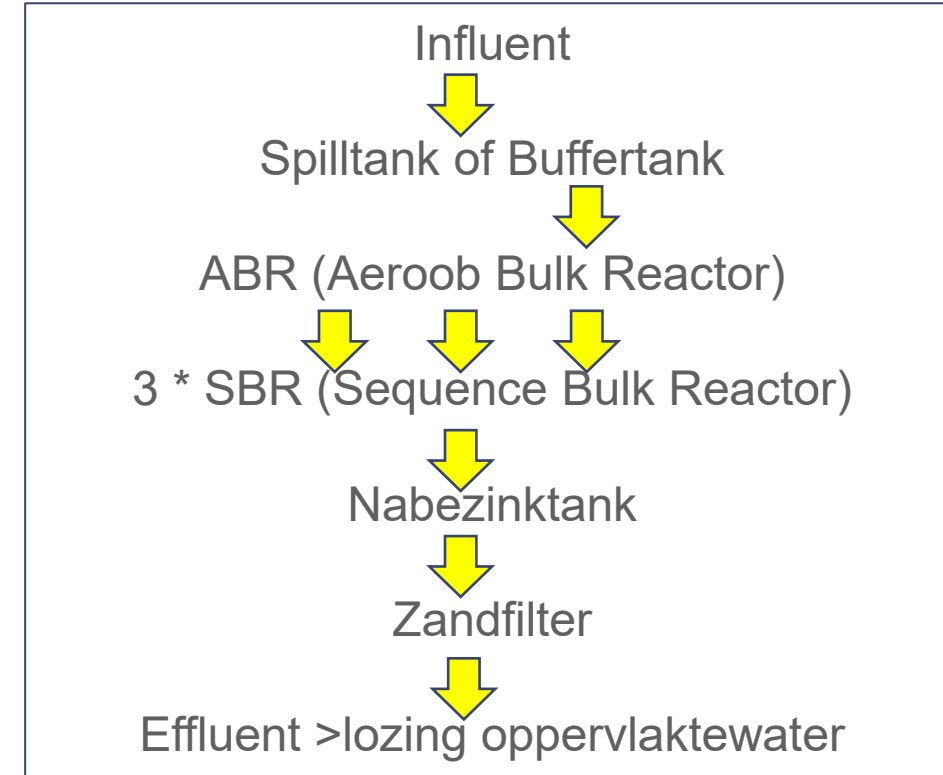 Influent
Spilltank of Buffertank
ABR (Aeroob Bulk Reactor)
3 * SBR (Sequence Bulk Reactor)
Nabezinktank
Zandfilter
Effluent >lozing oppervlaktewater